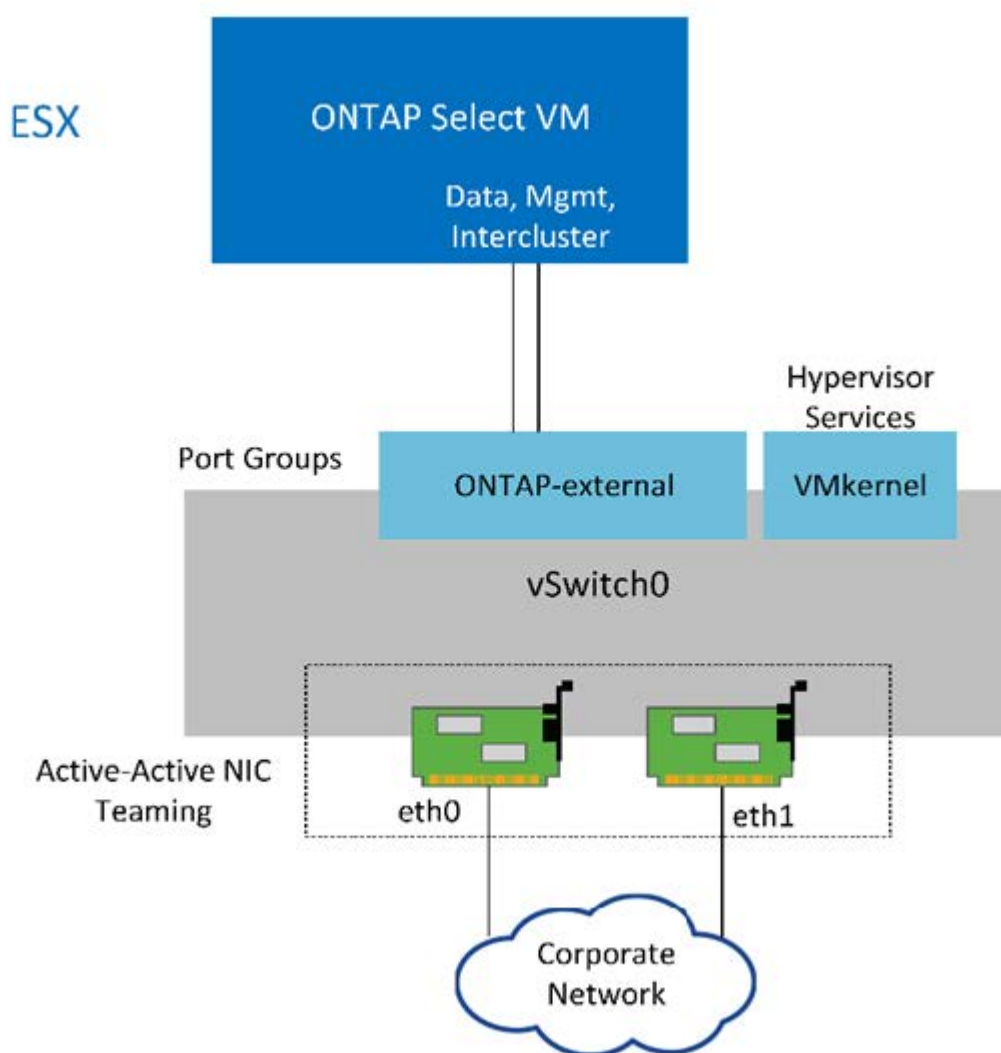 ESX
ONTAP Select VM
Data, Mgmt,
Intercluster
Hypervisor
Services
Port Groups
ONTAP-external
VMkernel
vSwitch0
Active-Active NIC
Teaming
eth0
eth1
Corporate
Network